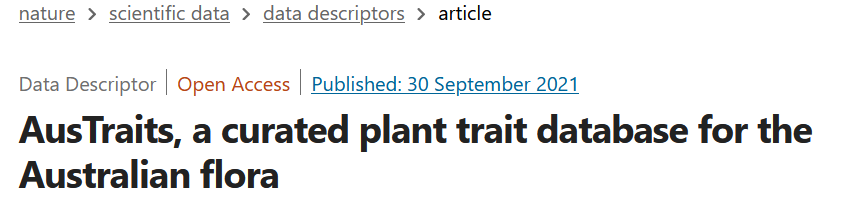 nature > scientific data > data descriptors > article
Data Descriptor | Open Access | Published: 30 September 2021
AusTraits, a curated plant trait database for the
Australian flora